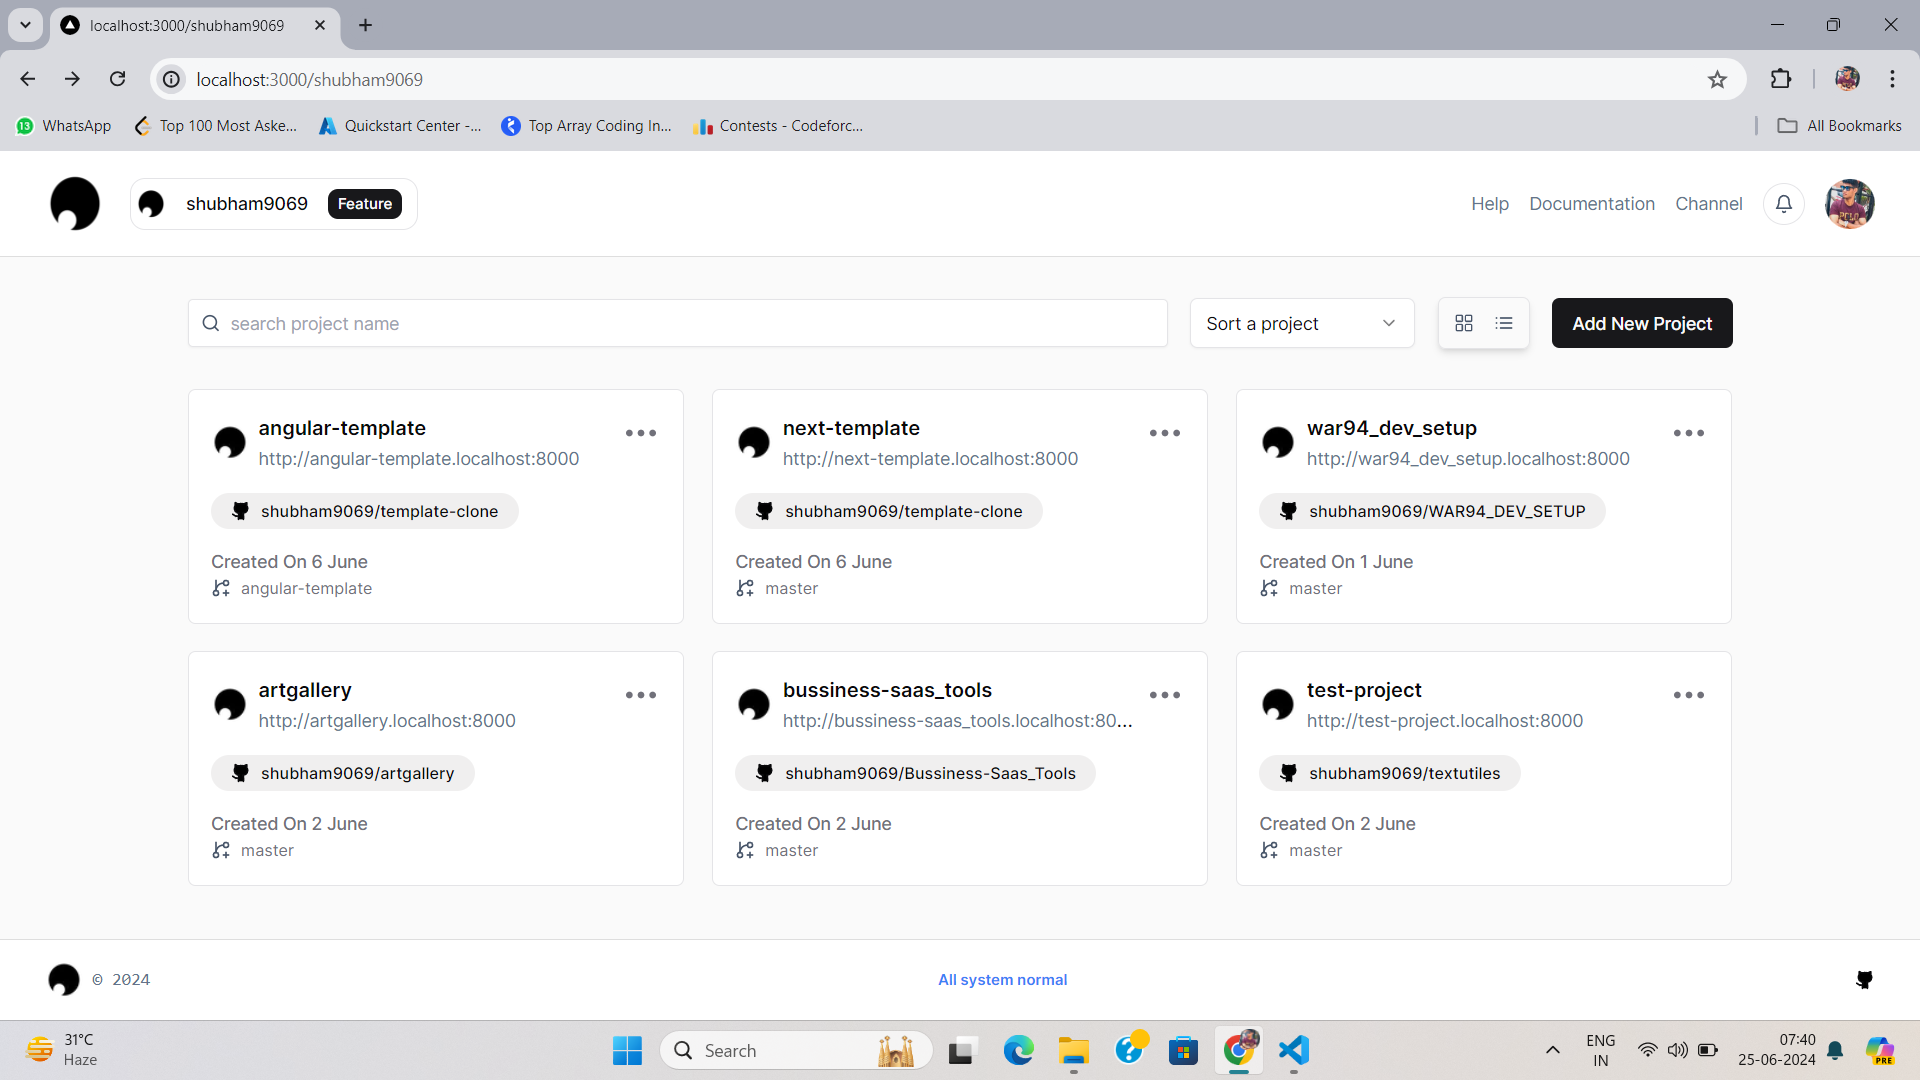 localhost:3000/shubham9069
localhost:3000/shubham9069
13 WhatsApp
Top 100 Most Aske...
Quickstart Center -...
Top Array Coding In...
Contests - Codeforc...
All Bookmarks
shubham9069 Feature
Help Documentation Channel
search project name
Sort a project
Add New Project
angular-template
http://angular-template.localhost:8000
shubham9069/template-clone
Created On 6 June
angular-template
next-template
http://next-template.localhost:8000
shubham9069/template-clone
Created On 6 June
master
war94_dev_setup
http://war94_dev_setup.localhost:8000
shubham9069/WAR94_DEV_SETUP
Created On 1 June
master
artgallery
http://artgallery.localhost:8000
shubham9069/artgallery
Created On 2 June
master
bussiness-saas_tools
http://bussiness-saas_tools.localhost:80...
shubham9069/Bussiness-Saas_Tools
Created On 2 June
master
test-project
http://test-project.localhost:8000
shubham9069/textutiles
Created On 2 June
master
© 2024
All system normal
31°C
Haze
Search
ENG
IN
07:40
25-06-2024
PRE